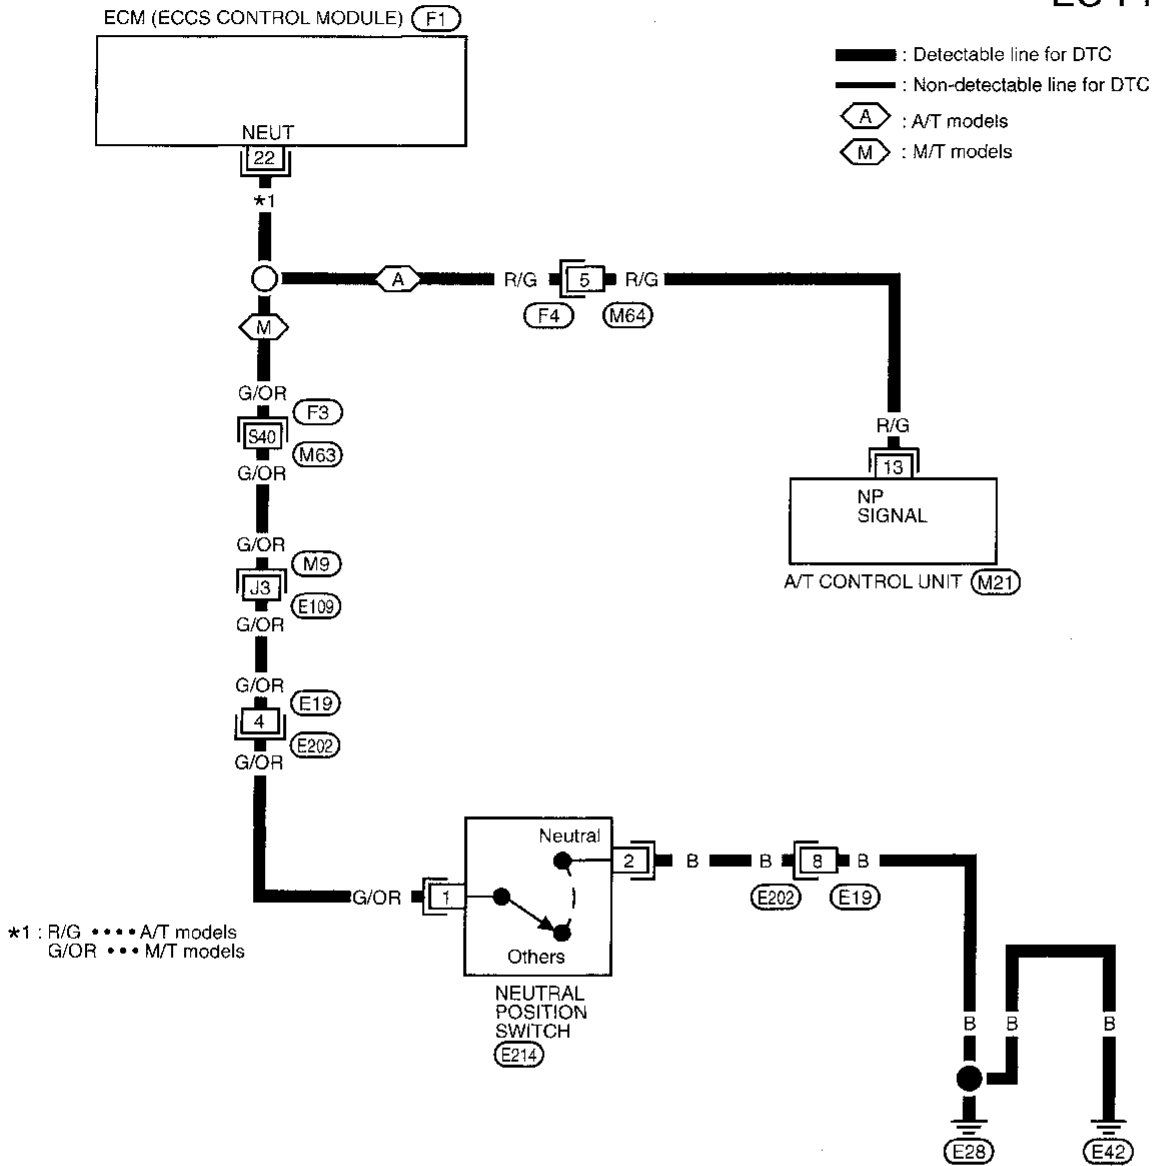 ECM (ECCS CONTROL MODULE) F1
: Detectable line for DTC
: Non-detectable line for DTC
A : A/T models
M : M/T models
NEUT
22
★1
A R/G 5 R/G
F4 M64
M
G/OR
F3
S40
M63
G/OR
R/G
13
NP
SIGNAL
A/T CONTROL UNIT M21
G/OR
M9
J3
E109
G/OR
G/OR
E19
4
E202
G/OR
Neutral
2 B B 8 B
E202 E19
G/OR 1
Others
★1 : R/G •••• A/T models
G/OR ••• M/T models
NEUTRAL
POSITION
SWITCH
E214
B B B
E28 E42